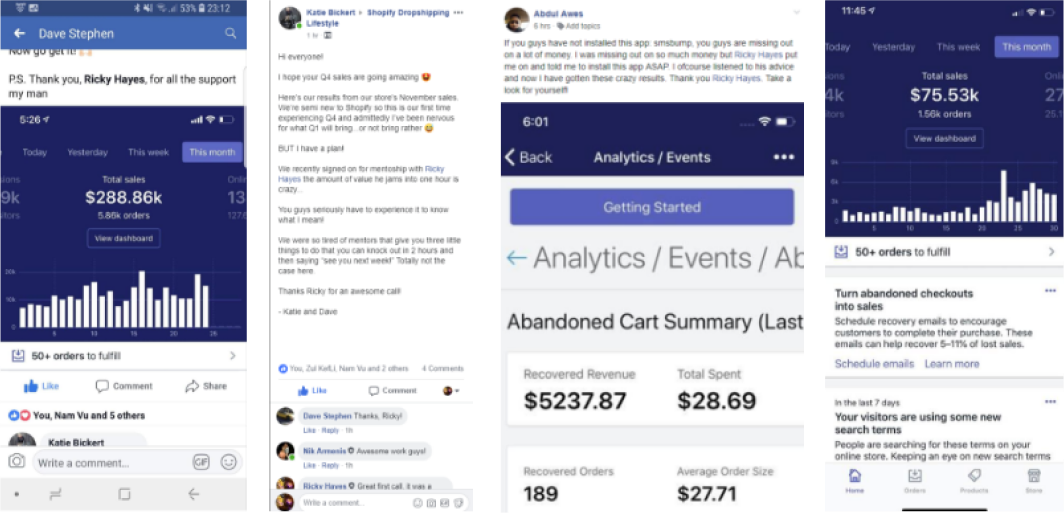 53% 23:12
Dave Stephen
Now go get it!
P.S. Thank you, Ricky Hayes, for all the support
my man
5:26
Today Yesterday This week This month
Total sales
$288.86k
5.86k orders
View dashboard
50+ orders to fulfill
Like Comment Share
You, Nam Vu and 5 others
Katie Bickert
Write a comment... GIF
Katie Bickert ▸ Shopify Dropshipping
Lifestyle
1 hr
Hi everyone!
I hope your Q4 sales are going amazing
Here's our results from our store's November sales.
We're semi new to Shopify so this is our first time
experiencing Q4 and admittedly I've been nervous
for what Q1 will bring...or not bring rather
BUT I have a plan!
We recently signed on for mentoship with Ricky
Hayes the amount of value he jams into one hour is
crazy...
You guys seriously have to experience it to know
what I mean!
We were so tired of mentors that give you three little
things to do that you can knock out in 2 hours and
then saying "see you next week!" Totally not the
case here.
Thanks Ricky for an awesome call!
- Katie and Dave
You, Zul Kefli, Nam Vu and 2 others 4 Comments
Like Comment
Dave Stephen Thanks, Ricky!
Like · Reply · 1h
Nik Armenis Awesome work guys!
Like · Reply · 1h
Ricky Hayes Great first call, it was a
Write a comment...
Abdul Awes
5 hrs · Add topics
If you guys have not installed this app: smsbump, you guys are missing out
on a lot of money. I was missing out on so much money but Ricky Hayes put
me on and told me to install this app ASAP. I ofcourse listened to his advice
and now I have gotten these crazy results. Thank you Ricky Hayes. Take a
look for yourself!
6:01
Back Analytics / Events
Getting Started
← Analytics / Events / Ab
Abandoned Cart Summary (Last
Recovered Revenue Total Spent
$5237.87 $28.69
Recovered Orders Average Order Size
189 $27.71
11:45
Today Yesterday This week This month
Total sales
$75.53k
1.56k orders
View dashboard
50+ orders to fulfill
Turn abandoned checkouts
into sales
Schedule recovery emails to encourage
customers to complete their purchase. These
emails can help recover 5–11% of lost sales.
Schedule emails Learn more
In the last 7 days
Your visitors are using some new
search terms
People are searching for these terms on your
online store. Keeping an eye on new search terms
Home Orders Products Store